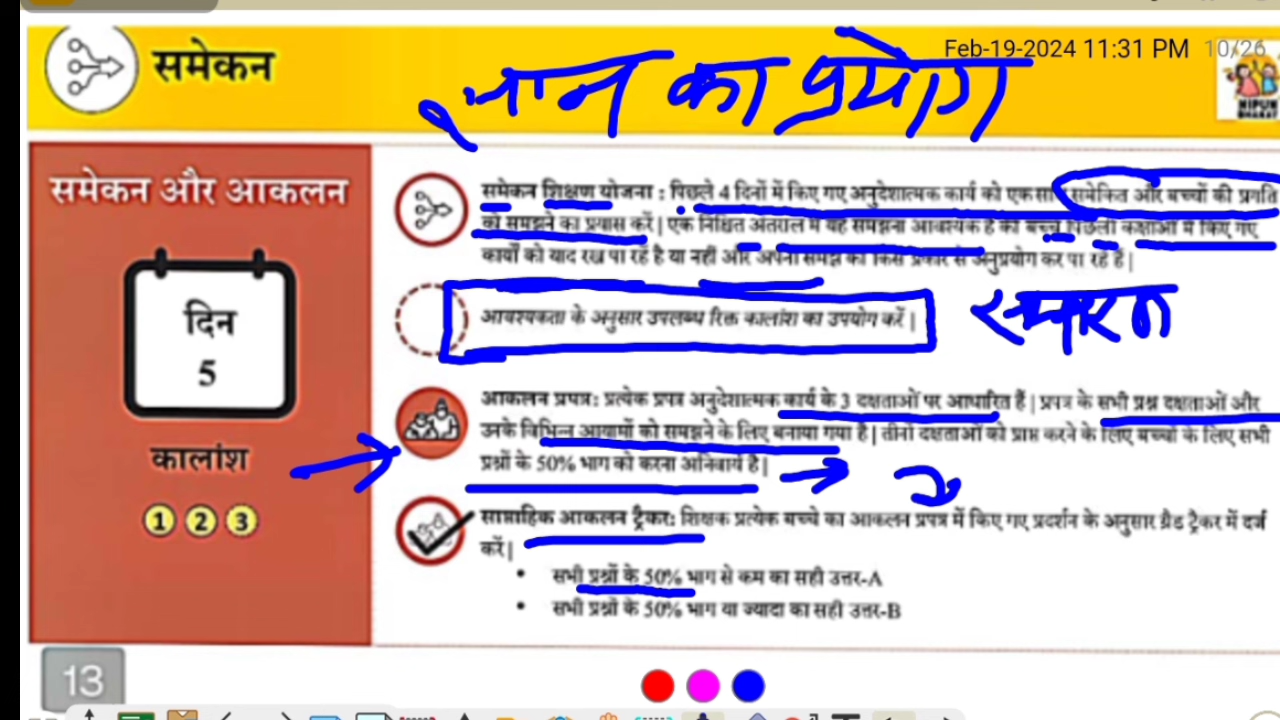 Feb-19-2024 11:31 PM 10/26
समेकन
का प्रयोग
NIPUN
BHARAT
समेकन और आकलन
दिन
5
कालांश
1 2 3
समेकन शिक्षण योजना : पिछले 4 दिनों में किए गए अनुदेशात्मक कार्य को एक समेकित और बच्चों की प्रगति
को समझने का प्रयास करें| एक निश्चित अंतराल में यह समझना आवश्यक है की बच्चे पिछली कक्षाओं में किए गए
कार्यों को याद रख पा रहें है या नहीं और अपनी समझ का किस प्रकार से अनुप्रयोग कर पा रहें हैं|
आवश्यकता के अनुसार उपलब्ध रिक्त कालांश का उपयोग करें|
आकलन प्रपत्र: प्रत्येक प्रपत्र अनुदेशात्मक कार्य के 3 दक्षताओं पर आधारित हैं| प्रपत्र के सभी प्रश्न दक्षताओं और
उनके विभिन्न आयामों को समझने के लिए बनाया गया है| तीनों दक्षताओं को प्राप्त करने के लिए बच्चों के लिए सभी
प्रश्नों के 50% भाग को करना अनिवार्य है|
साप्ताहिक आकलन ट्रैकर: शिक्षक प्रत्येक बच्चे का आकलन प्रपत्र में किए गए प्रदर्शन के अनुसार ग्रैड ट्रैकर में दर्ज
करें|
• सभी प्रश्नों के 50% भाग से कम का सही उत्तर-A
• सभी प्रश्नों के 50% भाग या ज्यादा का सही उत्तर-B
13